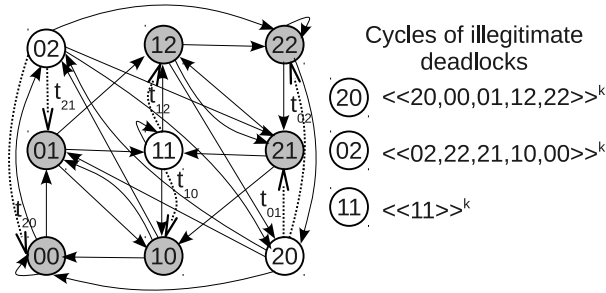 02 12 22
Cycles of illegitimate
deadlocks
t21 t12 t02
20 <<20,00,01,12,22>>k
01 11 21
02 <<02,22,21,10,00>>k
t20 t10 t01
11 <<11>>k
00 10 20